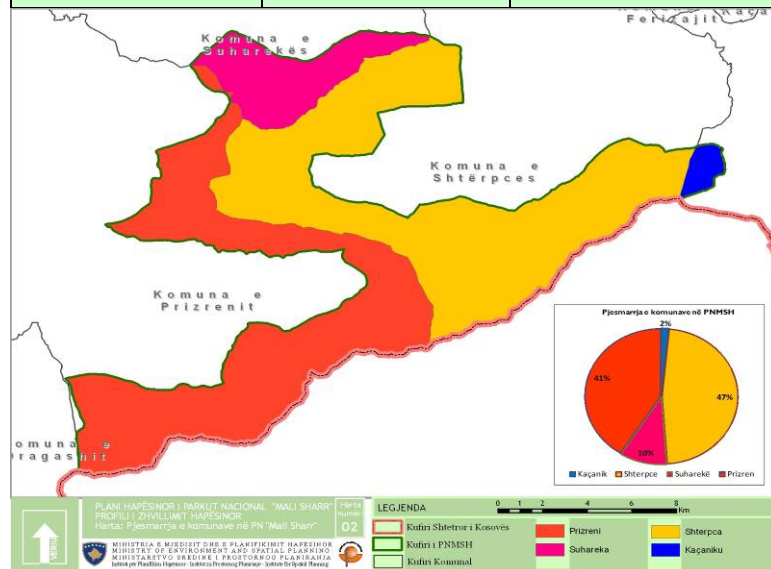 Ferizajit
Komuna e
Suharekës
Komuna e
Shtërpces
Komuna e
Prizrenit
Pjesmarrja e komunave në PNMSH
2%
41%
47%
10%
Kaçanik Shterpce Suharekë Prizren
PLANI HAPËSINOR I PARKUT NACIONAL "MALI SHARR"
PROFILI I ZHVILLIMIT HAPËSINOR
Harta: Pjesmarrja e komunave në PN "Mali Sharr"
Harta
numër
02
MINISTRIA E MJEDISIT DHE E PLANIFIKIMIT HAPËSINOR
MINISTRY OF ENVIRONMENT AND SPATIAL PLANNING
MINISTARSTVO SREDINE I PROSTORNOG PLANIRANJA
VERIU
LEGJENDA
0 1 2 4 6 8
Km
Kufiri Shtetror i Kosovës
Kufiri i PNMSH
Kufiri Komunal
Prizreni
Suhareka
Shterpca
Kaçaniku